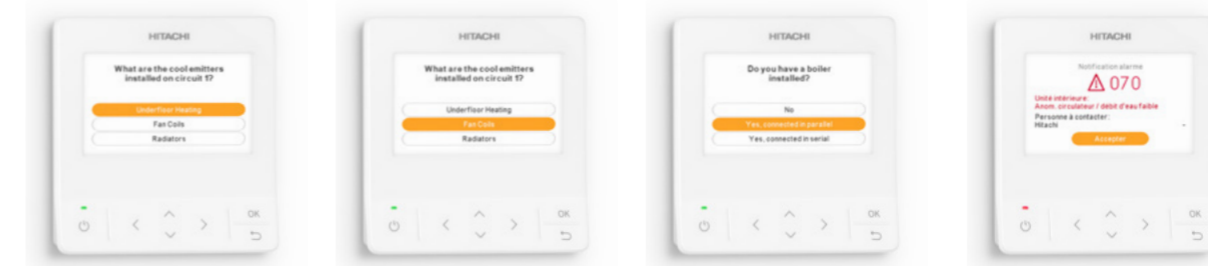 HITACHI
What are the cool emitters
installed on circuit 1?
Underfloor Heating
Fan Coils
Radiators
OK
HITACHI
What are the cool emitters
installed on circuit 1?
Underfloor Heating
Fan Coils
Radiators
OK
HITACHI
Do you have a boiler
installed?
No
Yes, connected in parallel
Yes, connected in serial
OK
HITACHI
Notification alarme
070
Unité intérieure:
Anom. circulateur / débit d'eau faible
Personne à contacter:
Hitachi
-
Accepter
OK